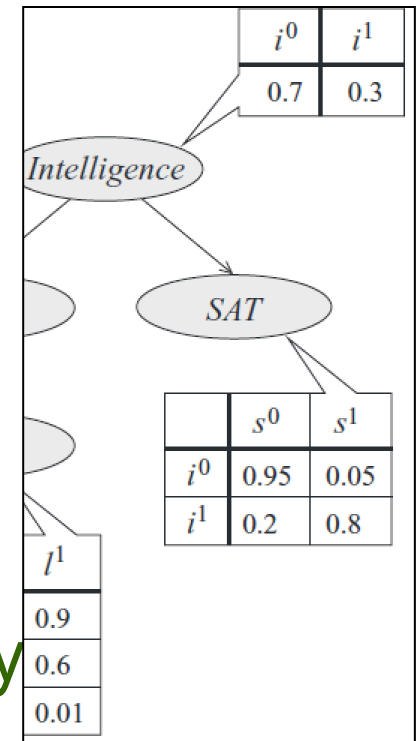 i⁰ i¹
0.7 0.3
Intelligence
SAT
s⁰ s¹
i⁰ 0.95 0.05
i¹ 0.2 0.8
l¹
0.9
0.6
0.01
y